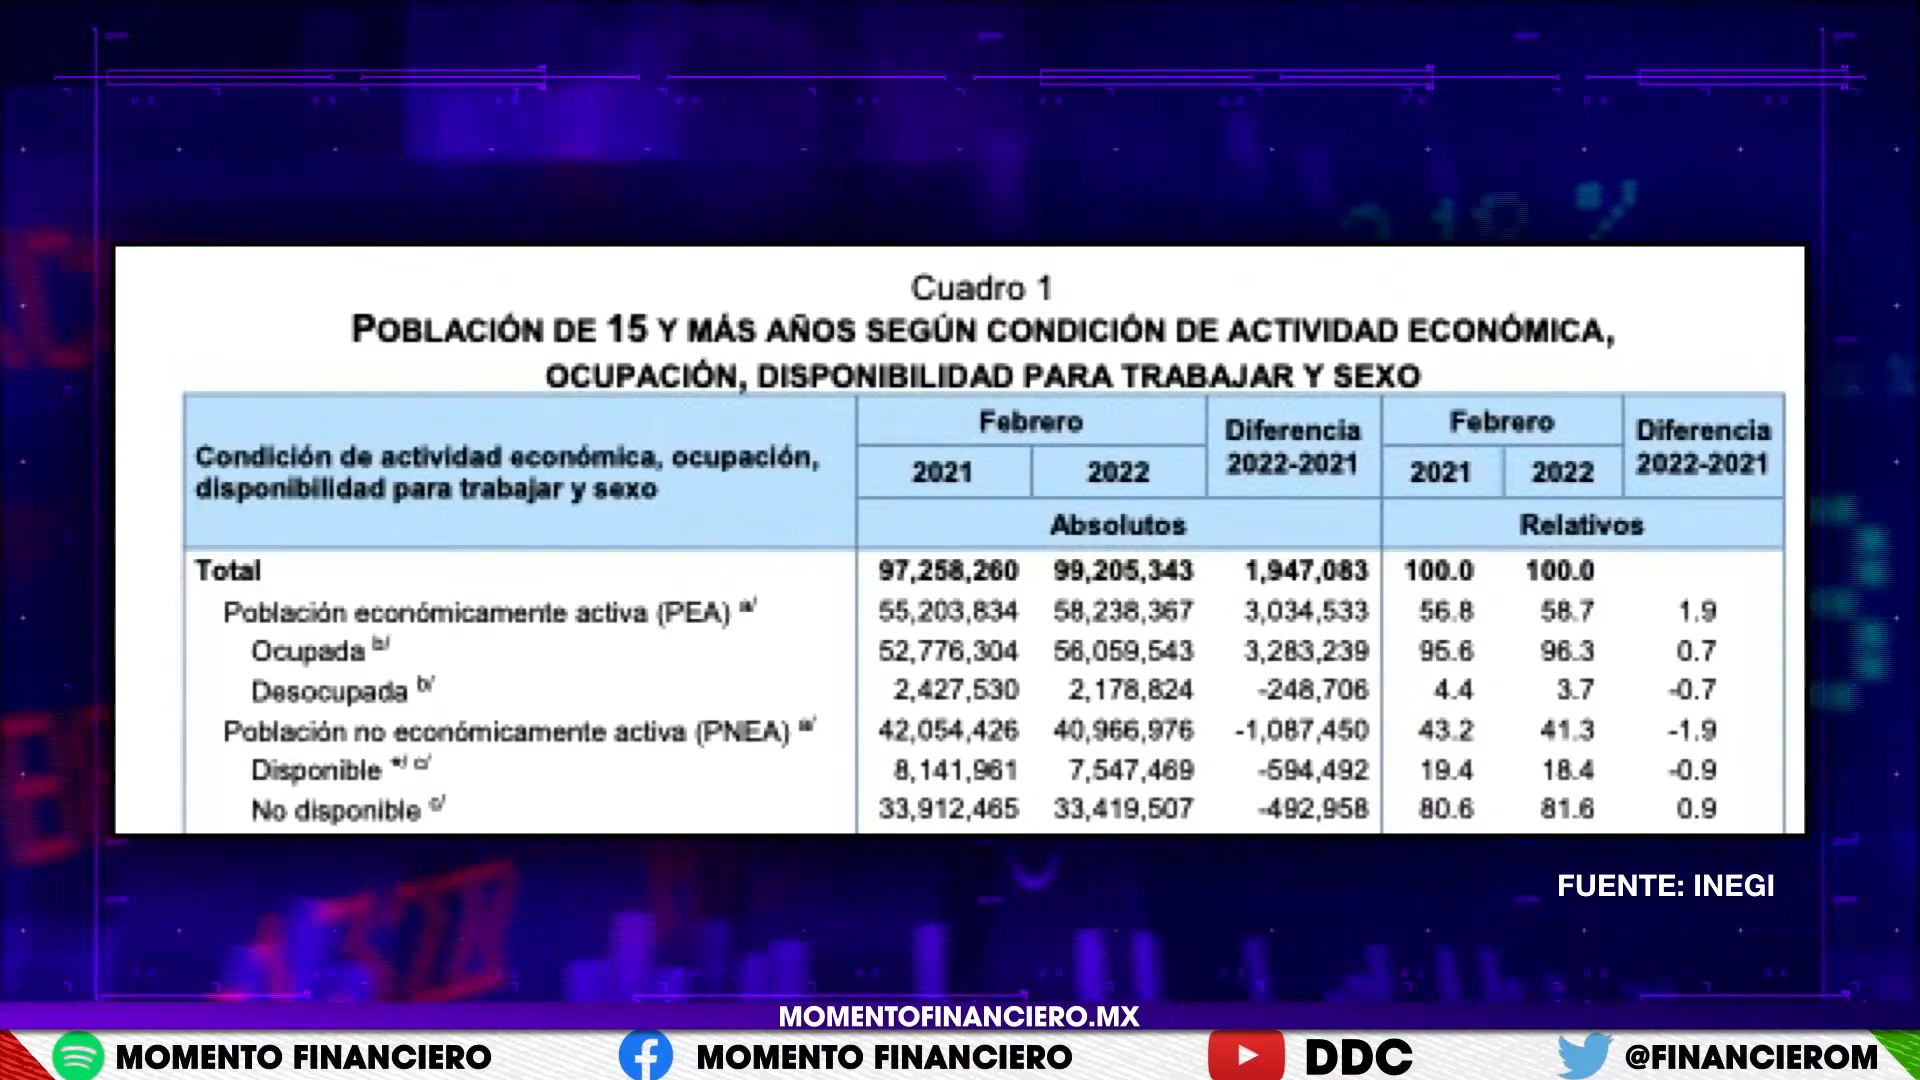 Cuadro 1
POBLACIÓN DE 15 Y MÁS AÑOS SEGÚN CONDICIÓN DE ACTIVIDAD ECONÓMICA,
OCUPACIÓN, DISPONIBILIDAD PARA TRABAJAR Y SEXO
Condición de actividad económica, ocupación,
disponibilidad para trabajar y sexo
Febrero
Diferencia
2022-2021
Febrero
Diferencia
2022-2021
2021 2022 2021 2022
Absolutos Relativos
Total 97,258,260 99,205,343 1,947,083 100.0 100.0
Población económicamente activa (PEA) a/ 55,203,834 58,238,367 3,034,533 56.8 58.7 1.9
Ocupada b/ 52,776,304 56,059,543 3,283,239 95.6 96.3 0.7
Desocupada b/ 2,427,530 2,178,824 -248,706 4.4 3.7 -0.7
Población no económicamente activa (PNEA) a/ 42,054,426 40,966,976 -1,087,450 43.2 41.3 -1.9
Disponible */ c/ 8,141,961 7,547,469 -594,492 19.4 18.4 -0.9
No disponible c/ 33,912,465 33,419,507 -492,958 80.6 81.6 0.9
FUENTE: INEGI
MOMENTOFINANCIERO.MX
MOMENTO FINANCIERO MOMENTO FINANCIERO DDC @FINANCIEROM